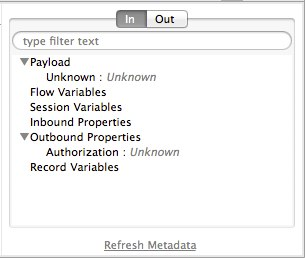 In Out
type filter text
Payload
Unknown : Unknown
Flow Variables
Session Variables
Inbound Properties
Outbound Properties
Authorization : Unknown
Record Variables
Refresh Metadata